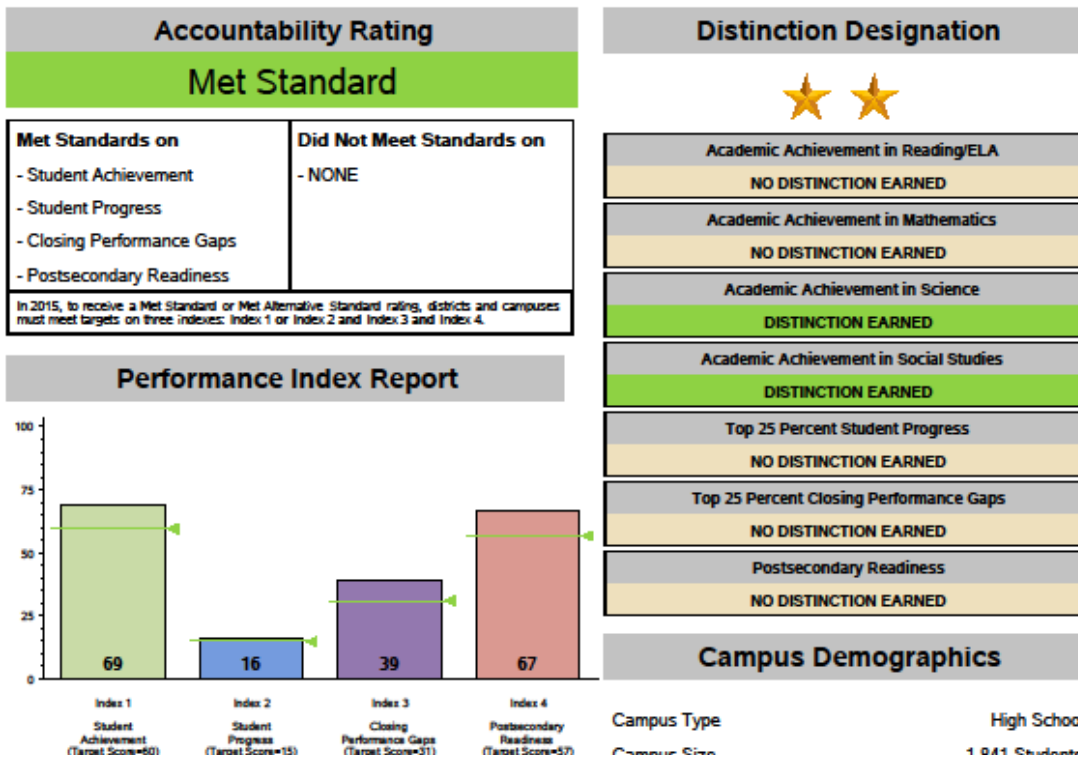 Accountability Rating
Met Standard
Met Standards on
- Student Achievement
- Student Progress
- Closing Performance Gaps
- Postsecondary Readiness
Did Not Meet Standards on
- NONE
In 2015, to receive a Met Standard or Met Alternative Standard rating, districts and campuses
must meet targets on three indexes: Index 1 or Index 2 and Index 3 and Index 4.
Performance Index Report
100
75
50
25
0
69
16
39
67
Index 1
Student
Achievement
(Target Score=60)
Index 2
Student
Progress
(Target Score=15)
Index 3
Closing
Performance Gaps
(Target Score=31)
Index 4
Postsecondary
Readiness
(Target Score=57)
Distinction Designation
Academic Achievement in Reading/ELA
NO DISTINCTION EARNED
Academic Achievement in Mathematics
NO DISTINCTION EARNED
Academic Achievement in Science
DISTINCTION EARNED
Academic Achievement in Social Studies
DISTINCTION EARNED
Top 25 Percent Student Progress
NO DISTINCTION EARNED
Top 25 Percent Closing Performance Gaps
NO DISTINCTION EARNED
Postsecondary Readiness
NO DISTINCTION EARNED
Campus Demographics
Campus Type High School
Campus Size 1,841 Students